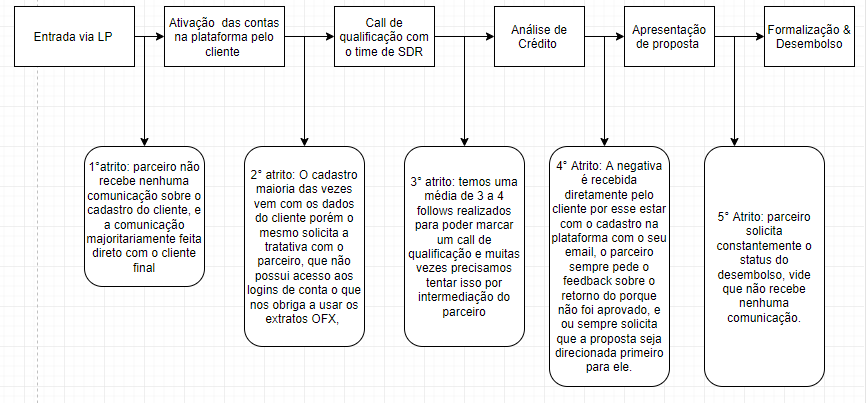 Entrada via LP
Ativação das contas
na plataforma pelo
cliente
Call de
qualificação com
o time de SDR
Análise de
Crédito
Apresentação
de proposta
Formalização &
Desembolso
1°atrito: parceiro não
recebe nenhuma
comunicação sobre o
cadastro do cliente, e
a comunicação
majoritariamente feita
direto com o cliente
final
2° atrito: O cadastro
maioria das vezes
vem com os dados
do cliente porém o
mesmo solicita a
tratativa com o
parceiro, que não
possui acesso aos
logins de conta o que
nos obriga a usar os
extratos OFX,
3° atrito: temos uma
média de 3 a 4
follows realizados
para poder marcar
um call de
qualificação e muitas
vezes precisamos
tentar isso por
intermediação do
parceiro
4° Atrito: A negativa
é recebida
diretamente pelo
cliente por esse estar
com o cadastro na
plataforma com o seu
email, o parceiro
sempre pede o
feedback sobre o
retorno do porque
não foi aprovado, e
ou sempre solicita
que a proposta seja
direcionada primeiro
para ele.
5° Atrito: parceiro
solicita
constantemente o
status do
desembolso, vide
que não recebe
nenhuma
comunicação.